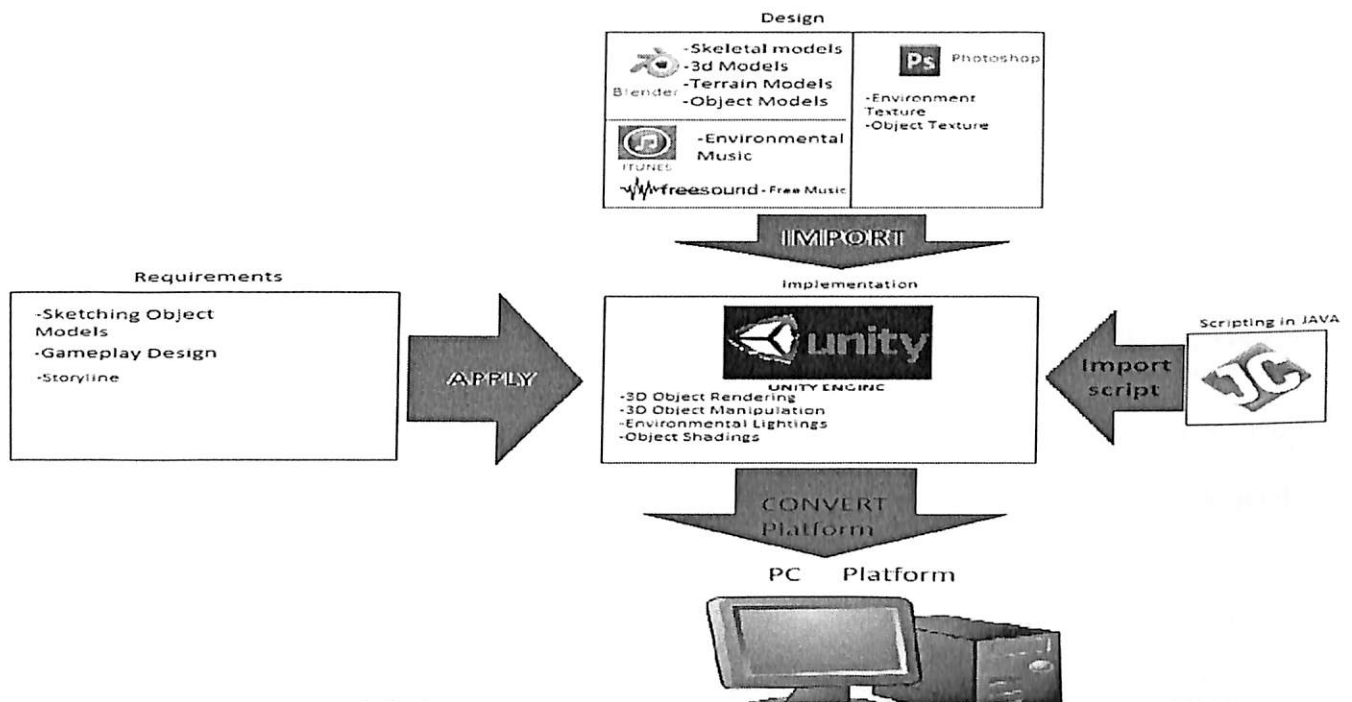 Design
-Skeletal models
-3d Models
-Terrain Models
-Object Models
Blender
Ps Photoshop
-Environment
Texture
-Object Texture
ITUNES
-Environmental
Music
freesound -Free Music
IMPORT
Requirements
-Sketching Object
Models
-Gameplay Design
-Storyline
APPLY
Implementation
unity
UNITY ENGINE
-3D Object Rendering
-3D Object Manipulation
-Environmental Lightings
-Object Shadings
Scripting in JAVA
JC
Import
script
CONVERT
Platform
PC Platform